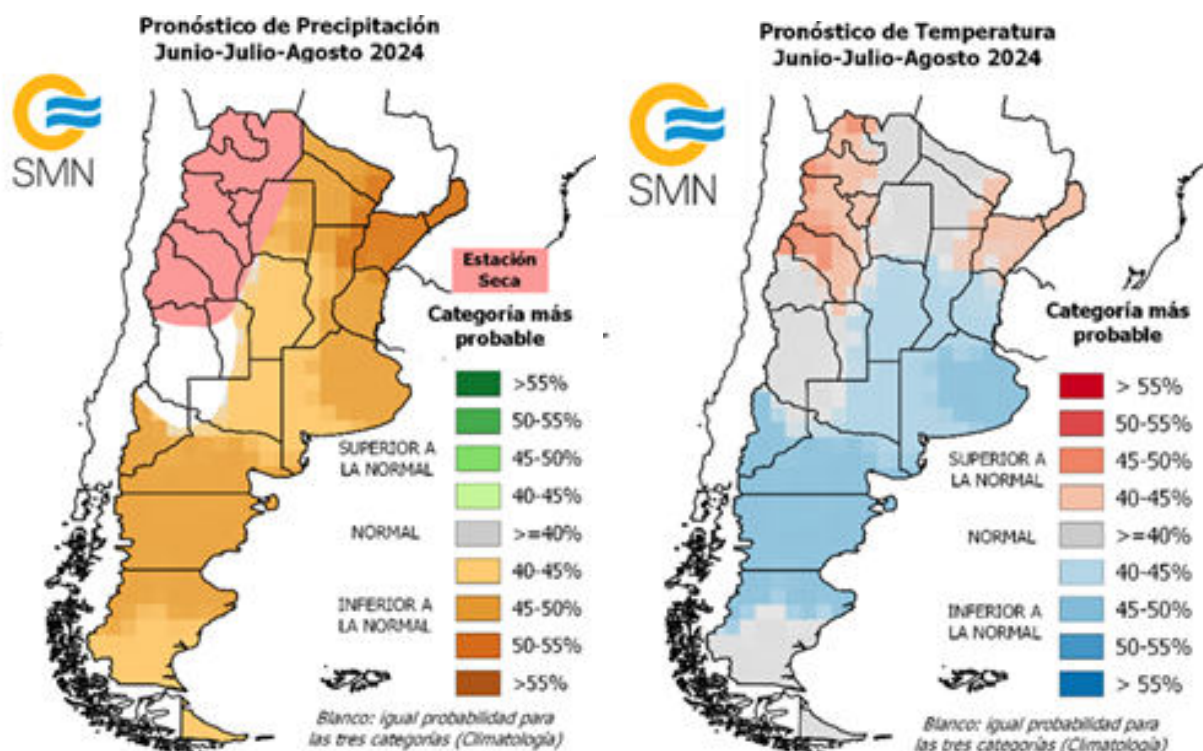 Pronóstico de Precipitación
Junio-Julio-Agosto 2024
SMN
Estación
Seca
Categoría más
probable
>55%
50-55%
SUPERIOR A
LA NORMAL
45-50%
40-45%
NORMAL
>=40%
40-45%
INFERIOR A
LA NORMAL
45-50%
50-55%
>55%
Blanco: igual probabilidad para
las tres categorías (Climatología)
Pronóstico de Temperatura
Junio-Julio-Agosto 2024
SMN
Categoría más
probable
> 55%
50-55%
SUPERIOR A
LA NORMAL
45-50%
40-45%
NORMAL
>=40%
40-45%
INFERIOR A
LA NORMAL
45-50%
50-55%
> 55%
Blanco: igual probabilidad para
las tres categorías (Climatología)